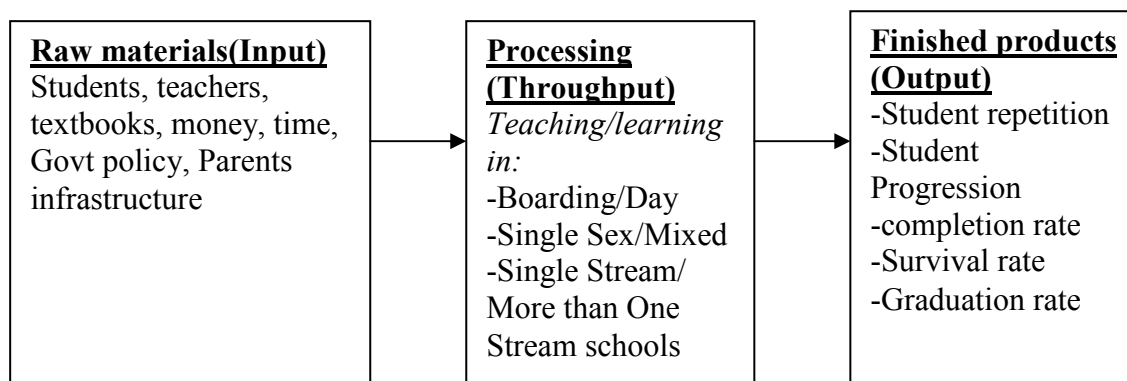 Raw materials(Input)
Students, teachers,
textbooks, money, time,
Govt policy, Parents
infrastructure
Processing
(Throughput)
Teaching/learning
in:
-Boarding/Day
-Single Sex/Mixed
-Single Stream/
More than One
Stream schools
Finished products
(Output)
-Student repetition
-Student
Progression
-completion rate
-Survival rate
-Graduation rate